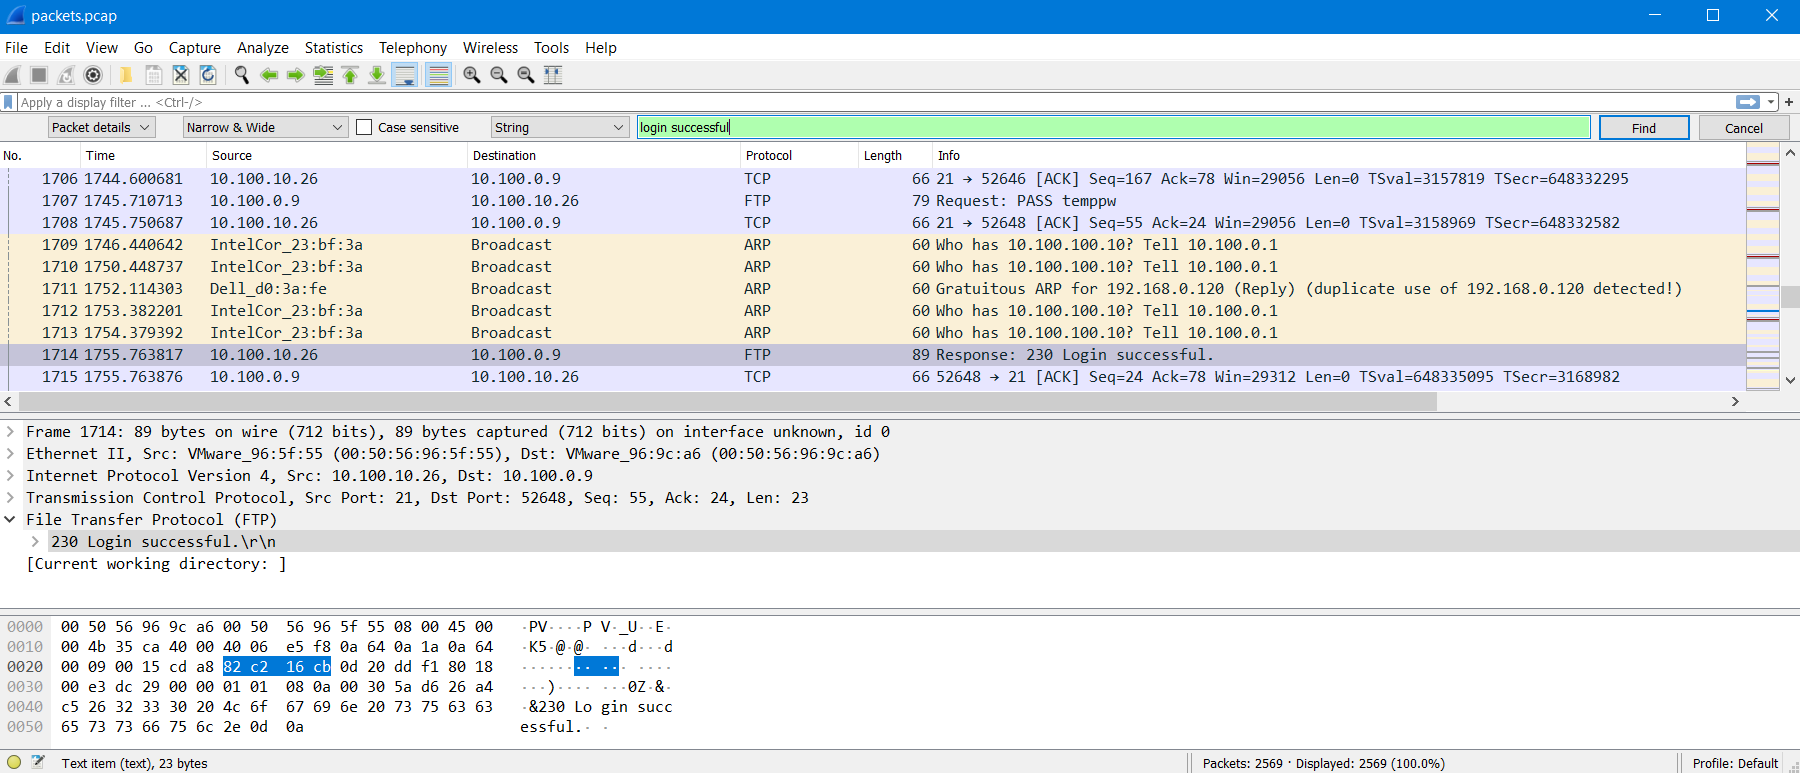 packets.pcap
File Edit View Go Capture Analyze Statistics Telephony Wireless Tools Help
Apply a display filter ... <Ctrl-/>
+
Packet details Narrow & Wide Case sensitive String login successful Find Cancel
No. Time Source Destination Protocol Length Info
1706 1744.600681 10.100.10.26 10.100.0.9 TCP 66 21 → 52646 [ACK] Seq=167 Ack=78 Win=29056 Len=0 TSval=3157819 TSecr=648332295
1707 1745.710713 10.100.0.9 10.100.10.26 FTP 79 Request: PASS temppw
1708 1745.750687 10.100.10.26 10.100.0.9 TCP 66 21 → 52648 [ACK] Seq=55 Ack=24 Win=29056 Len=0 TSval=3158969 TSecr=648332582
1709 1746.440642 IntelCor_23:bf:3a Broadcast ARP 60 Who has 10.100.100.10? Tell 10.100.0.1
1710 1750.448737 IntelCor_23:bf:3a Broadcast ARP 60 Who has 10.100.100.10? Tell 10.100.0.1
1711 1752.114303 Dell_d0:3a:fe Broadcast ARP 60 Gratuitous ARP for 192.168.0.120 (Reply) (duplicate use of 192.168.0.120 detected!)
1712 1753.382201 IntelCor_23:bf:3a Broadcast ARP 60 Who has 10.100.100.10? Tell 10.100.0.1
1713 1754.379392 IntelCor_23:bf:3a Broadcast ARP 60 Who has 10.100.100.10? Tell 10.100.0.1
1714 1755.763817 10.100.10.26 10.100.0.9 FTP 89 Response: 230 Login successful.
1715 1755.763876 10.100.0.9 10.100.10.26 TCP 66 52648 → 21 [ACK] Seq=24 Ack=78 Win=29312 Len=0 TSval=648335095 TSecr=3168982
Frame 1714: 89 bytes on wire (712 bits), 89 bytes captured (712 bits) on interface unknown, id 0
Ethernet II, Src: VMware_96:5f:55 (00:50:56:96:5f:55), Dst: VMware_96:9c:a6 (00:50:56:96:9c:a6)
Internet Protocol Version 4, Src: 10.100.10.26, Dst: 10.100.0.9
Transmission Control Protocol, Src Port: 21, Dst Port: 52648, Seq: 55, Ack: 24, Len: 23
File Transfer Protocol (FTP)
230 Login successful.\r\n
[Current working directory: ]
0000 00 50 56 96 9c a6 00 50 56 96 5f 55 08 00 45 00 ·PV····P V·_U··E·
0010 00 4b 35 ca 40 00 40 06 e5 f8 0a 64 0a 1a 0a 64 ·K5·@·@· ···d···d
0020 00 09 00 15 cd a8 82 c2 16 cb 0d 20 dd f1 80 18 ········ ··· ····
0030 00 e3 dc 29 00 00 01 01 08 0a 00 30 5a d6 26 a4 ···)···· ···0Z·&·
0040 c5 26 32 33 30 20 4c 6f 67 69 6e 20 73 75 63 63 ·&230 Lo gin succ
0050 65 73 73 66 75 6c 2e 0d 0a essful.· ·
Text item (text), 23 bytes Packets: 2569 · Displayed: 2569 (100.0%) Profile: Default